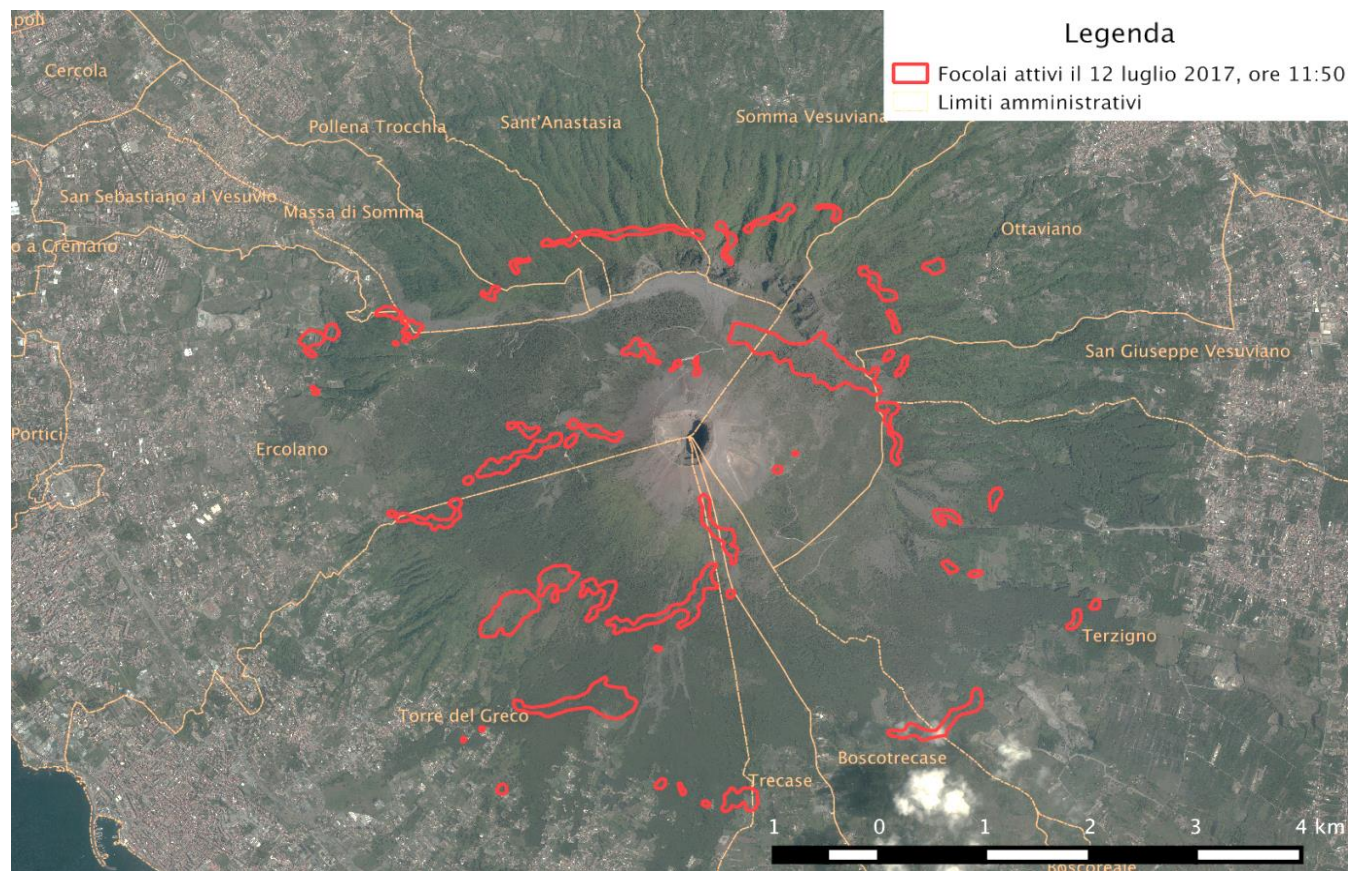 poli
Legenda
Focolai attivi il 12 luglio 2017, ore 11:50
Limiti amministrativi
Cercola
Pollena Trocchia
Sant'Anastasia
Somma Vesuviana
San Sebastiano al Vesuvio
Massa di Somma
o a Cremano
Ottaviano
San Giuseppe Vesuviano
Portici
Ercolano
Terzigno
Torre del Greco
Boscotrecase
Trecase
1 0 1 2 3 4 km
Boscoreale